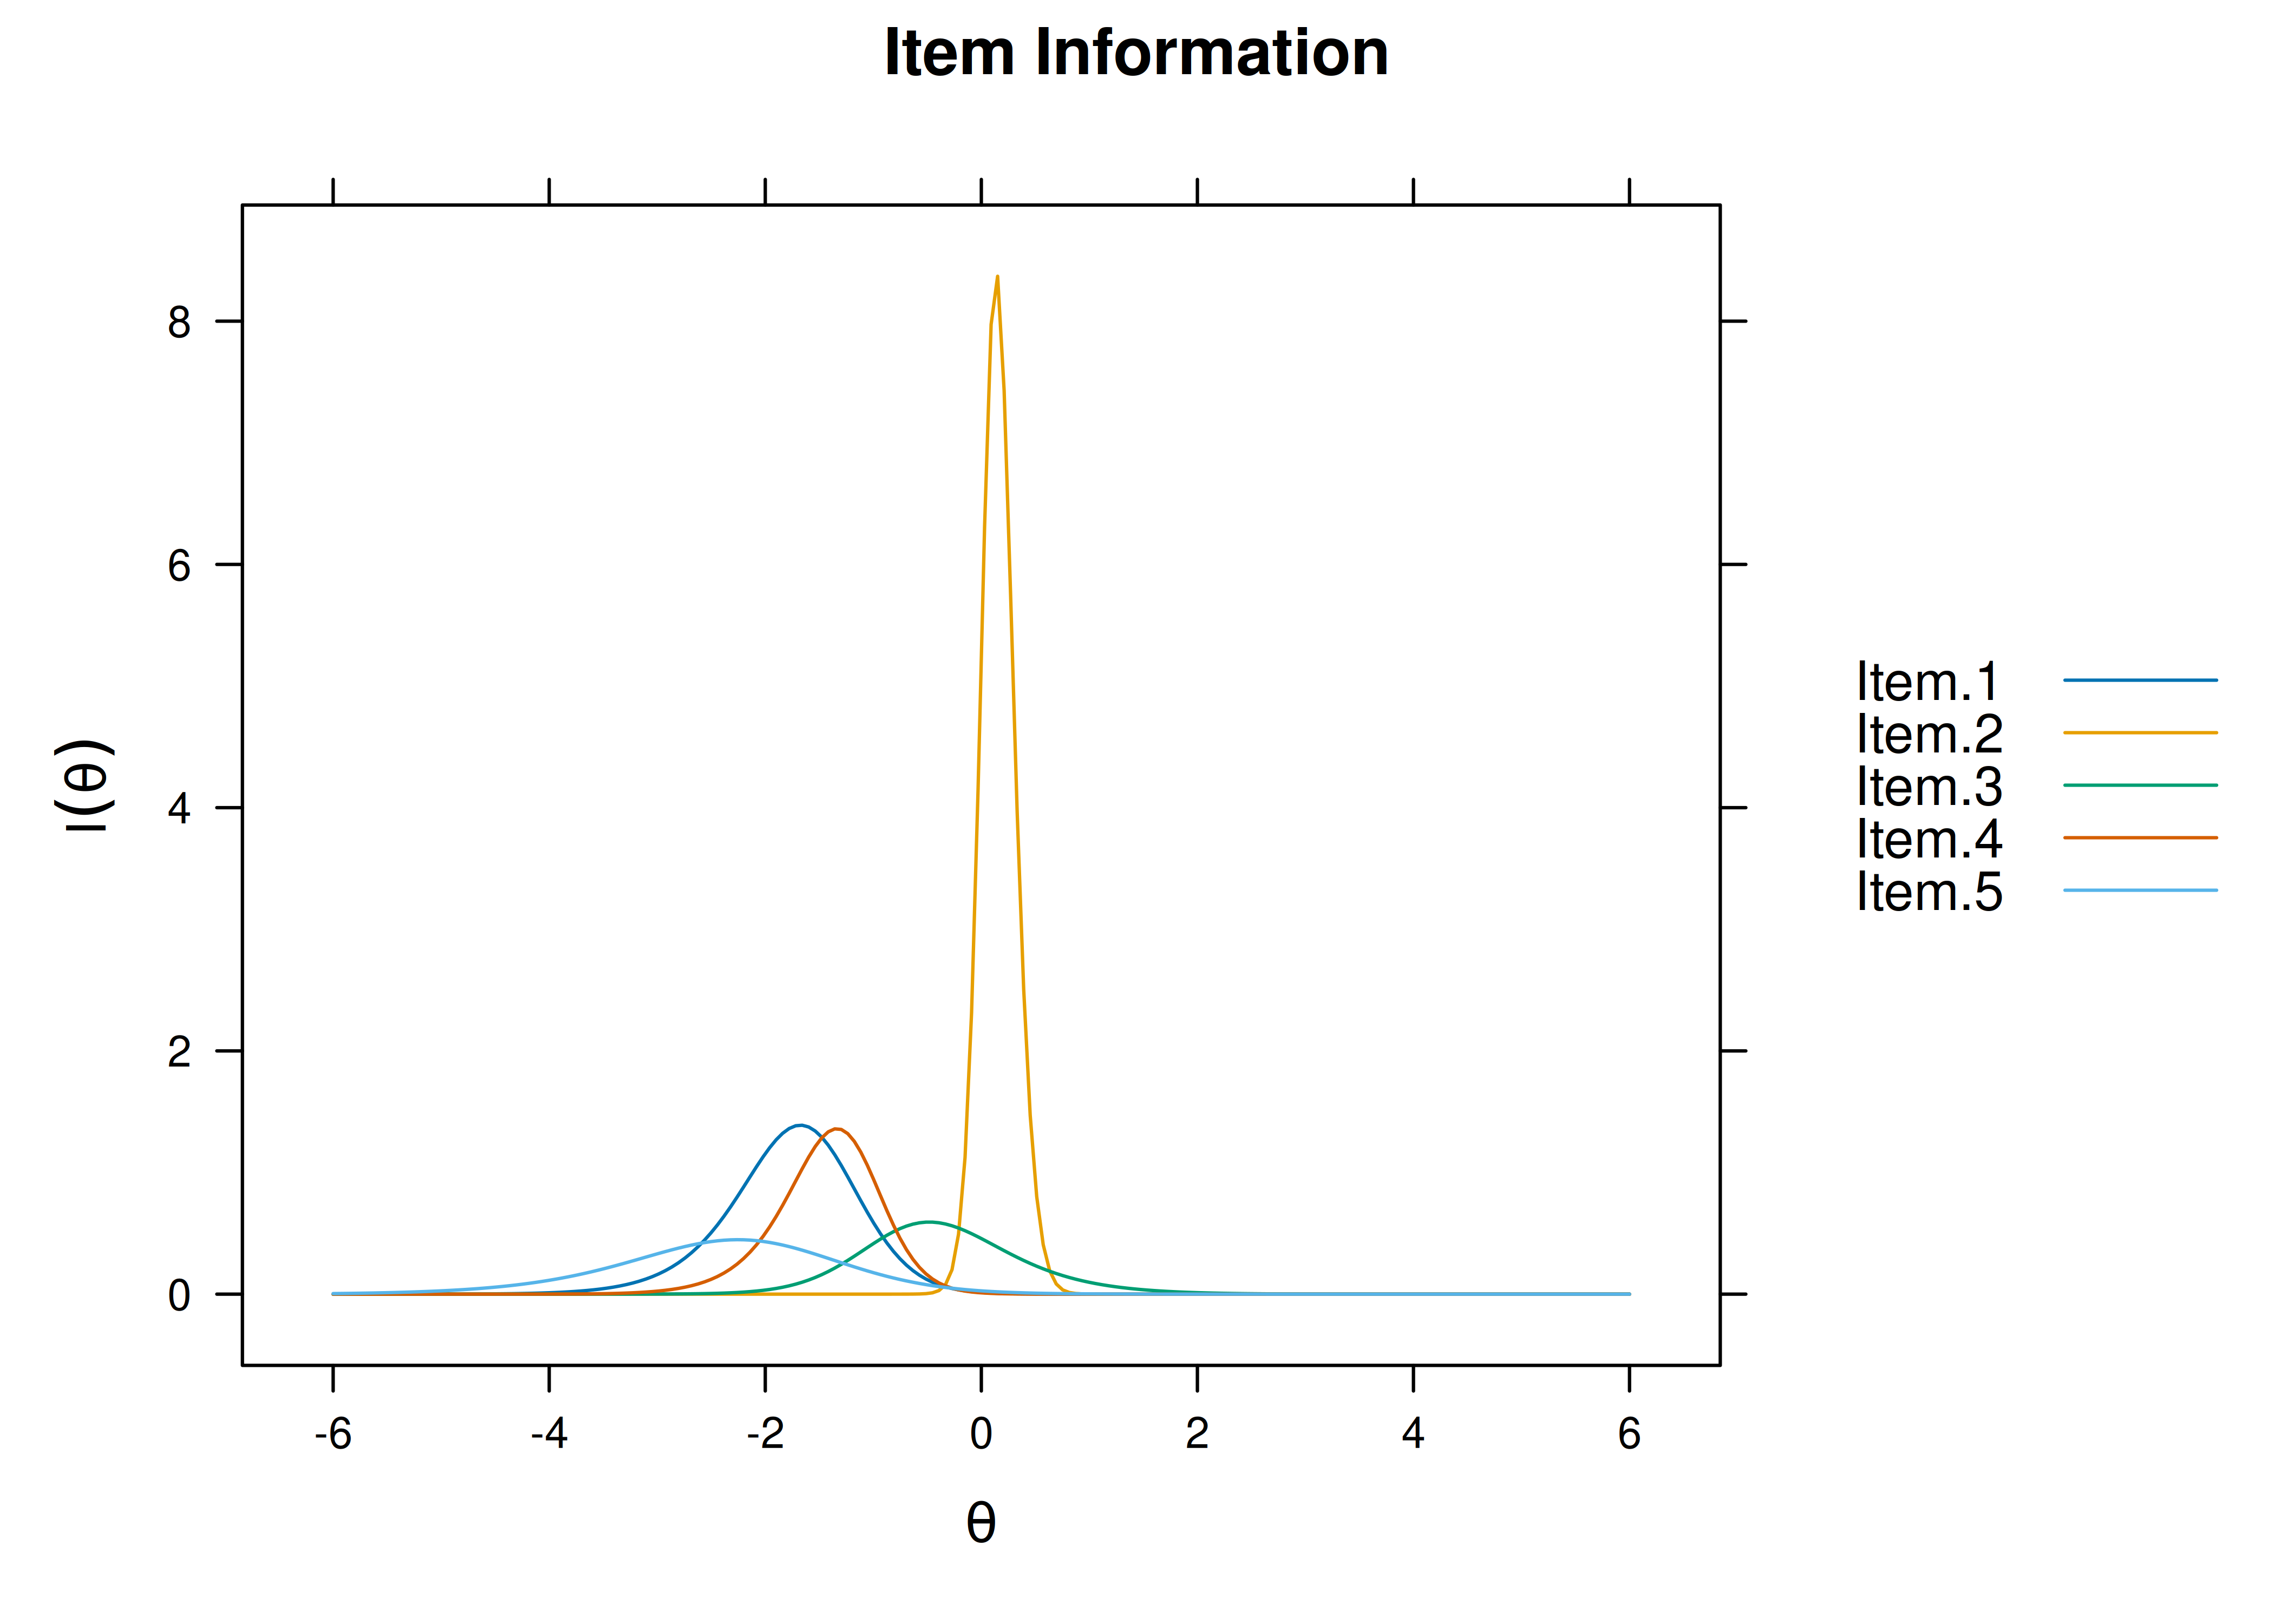 Item Information
I(θ)
8
6
4
2
0
-6 -4 -2 0 2 4 6
θ
Item.1
Item.2
Item.3
Item.4
Item.5